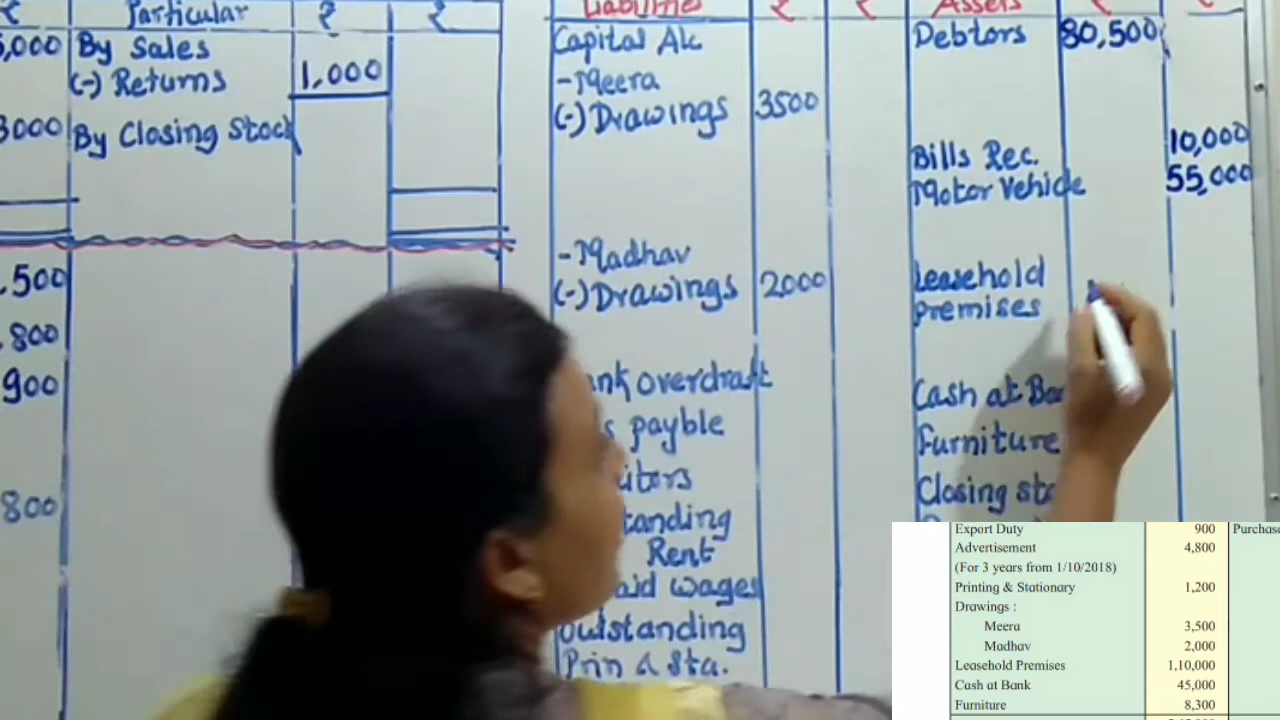 ₹ Particular ₹ ₹
,000 By Sales
(-) Returns 1,000
3000 By Closing Stock
.500
.800
900
800
Liabilities ₹ ₹ Assets ₹ ₹
Capital A/c
- Meera
(-) Drawings 3500
- Madhav
(-) Drawings 2000
nk overdraft
s payble
itors
tanding
Rent
aid wages
Outstanding
Prin & Sta.
Debtors 80,500
Bills Rec. 10,000
Motor Vehicle 55,000
Leasehold
premises
Cash at Ba
Furniture
Closing sto
Export Duty 900 Purchas
Advertisement 4,800
(For 3 years from 1/10/2018)
Printing & Stationary 1,200
Drawings :
Meera 3,500
Madhav 2,000
Leasehold Premises 1,10,000
Cash at Bank 45,000
Furniture 8,300